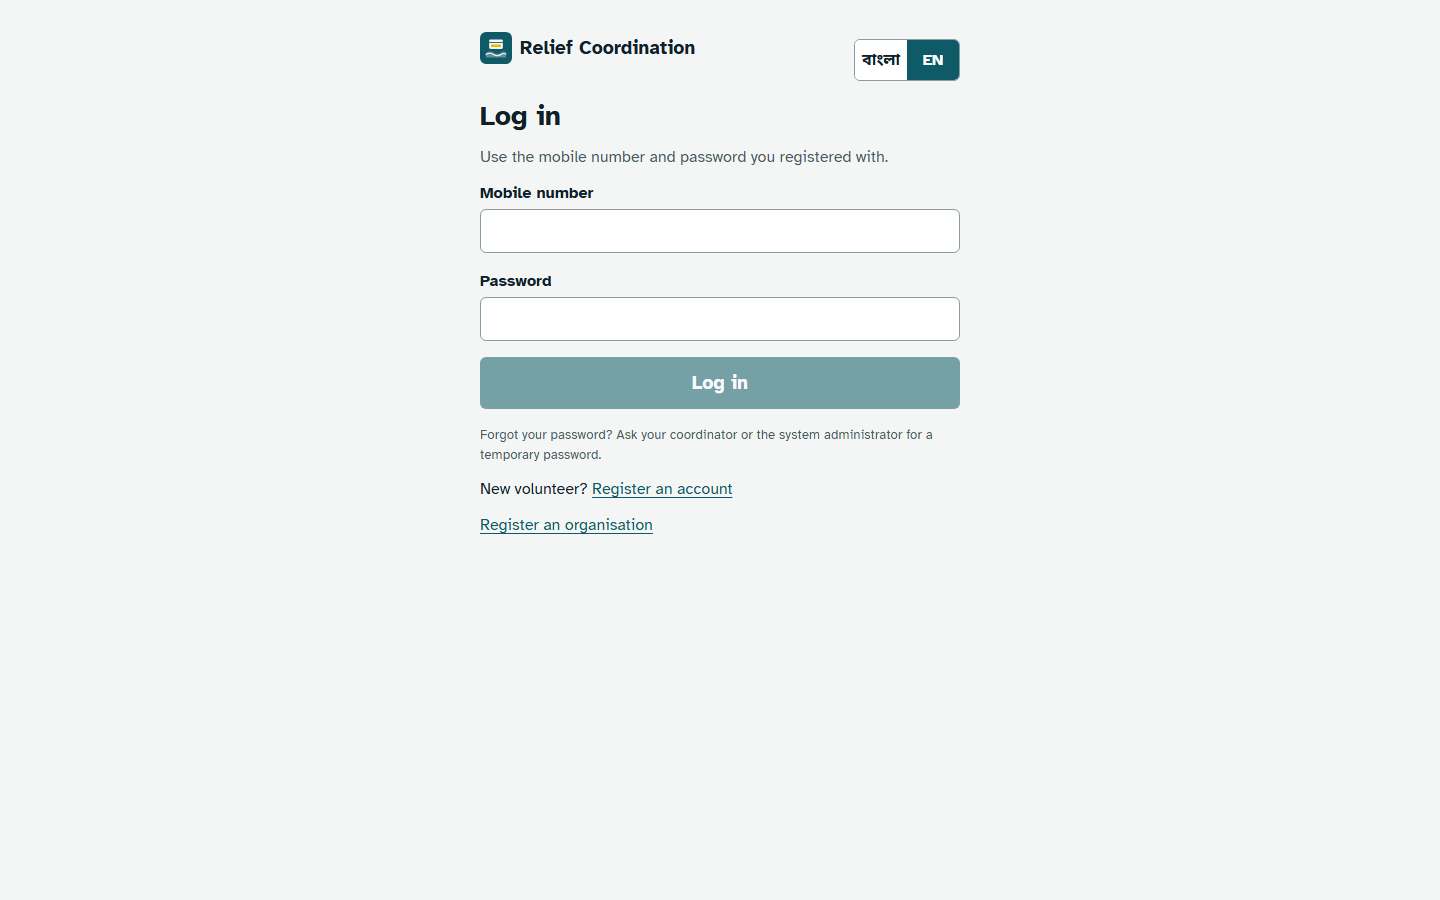 Relief Coordination
বাংলা EN
Log in
Use the mobile number and password you registered with.
Mobile number
Password
Log in
Forgot your password? Ask your coordinator or the system administrator for a
temporary password.
New volunteer? Register an account
Register an organisation